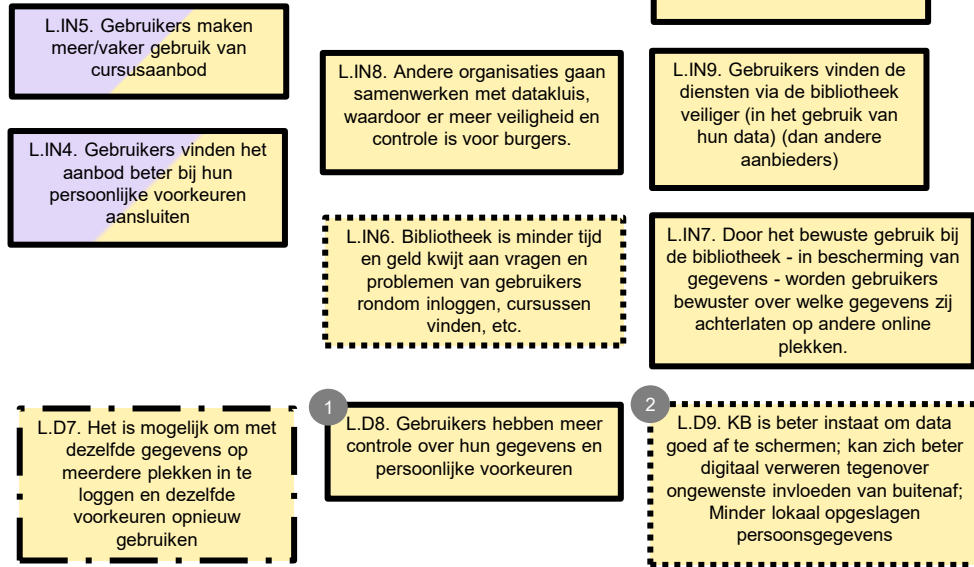 L.IN5. Gebruikers maken
meer/vaker gebruik van
cursusaanbod
L.IN8. Andere organisaties gaan
samenwerken met datakluis,
waardoor er meer veiligheid en
controle is voor burgers.
L.IN9. Gebruikers vinden de
diensten via de bibliotheek
veiliger (in het gebruik van
hun data) (dan andere
aanbieders)
L.IN4. Gebruikers vinden het
aanbod beter bij hun
persoonlijke voorkeuren
aansluiten
L.IN6. Bibliotheek is minder tijd
en geld kwijt aan vragen en
problemen van gebruikers
rondom inloggen, cursussen
vinden, etc.
L.IN7. Door het bewuste gebruik bij
de bibliotheek - in bescherming van
gegevens - worden gebruikers
bewuster over welke gegevens zij
achterlaten op andere online
plekken.
L.D7. Het is mogelijk om met
dezelfde gegevens op
meerdere plekken in te
loggen en dezelfde
voorkeuren opnieuw
gebruiken
1
L.D8. Gebruikers hebben meer
controle over hun gegevens en
persoonlijke voorkeuren
2
L.D9. KB is beter instaat om data
goed af te schermen; kan zich beter
digitaal verweren tegenover
ongewenste invloeden van buitenaf;
Minder lokaal opgeslagen
persoonsgegevens